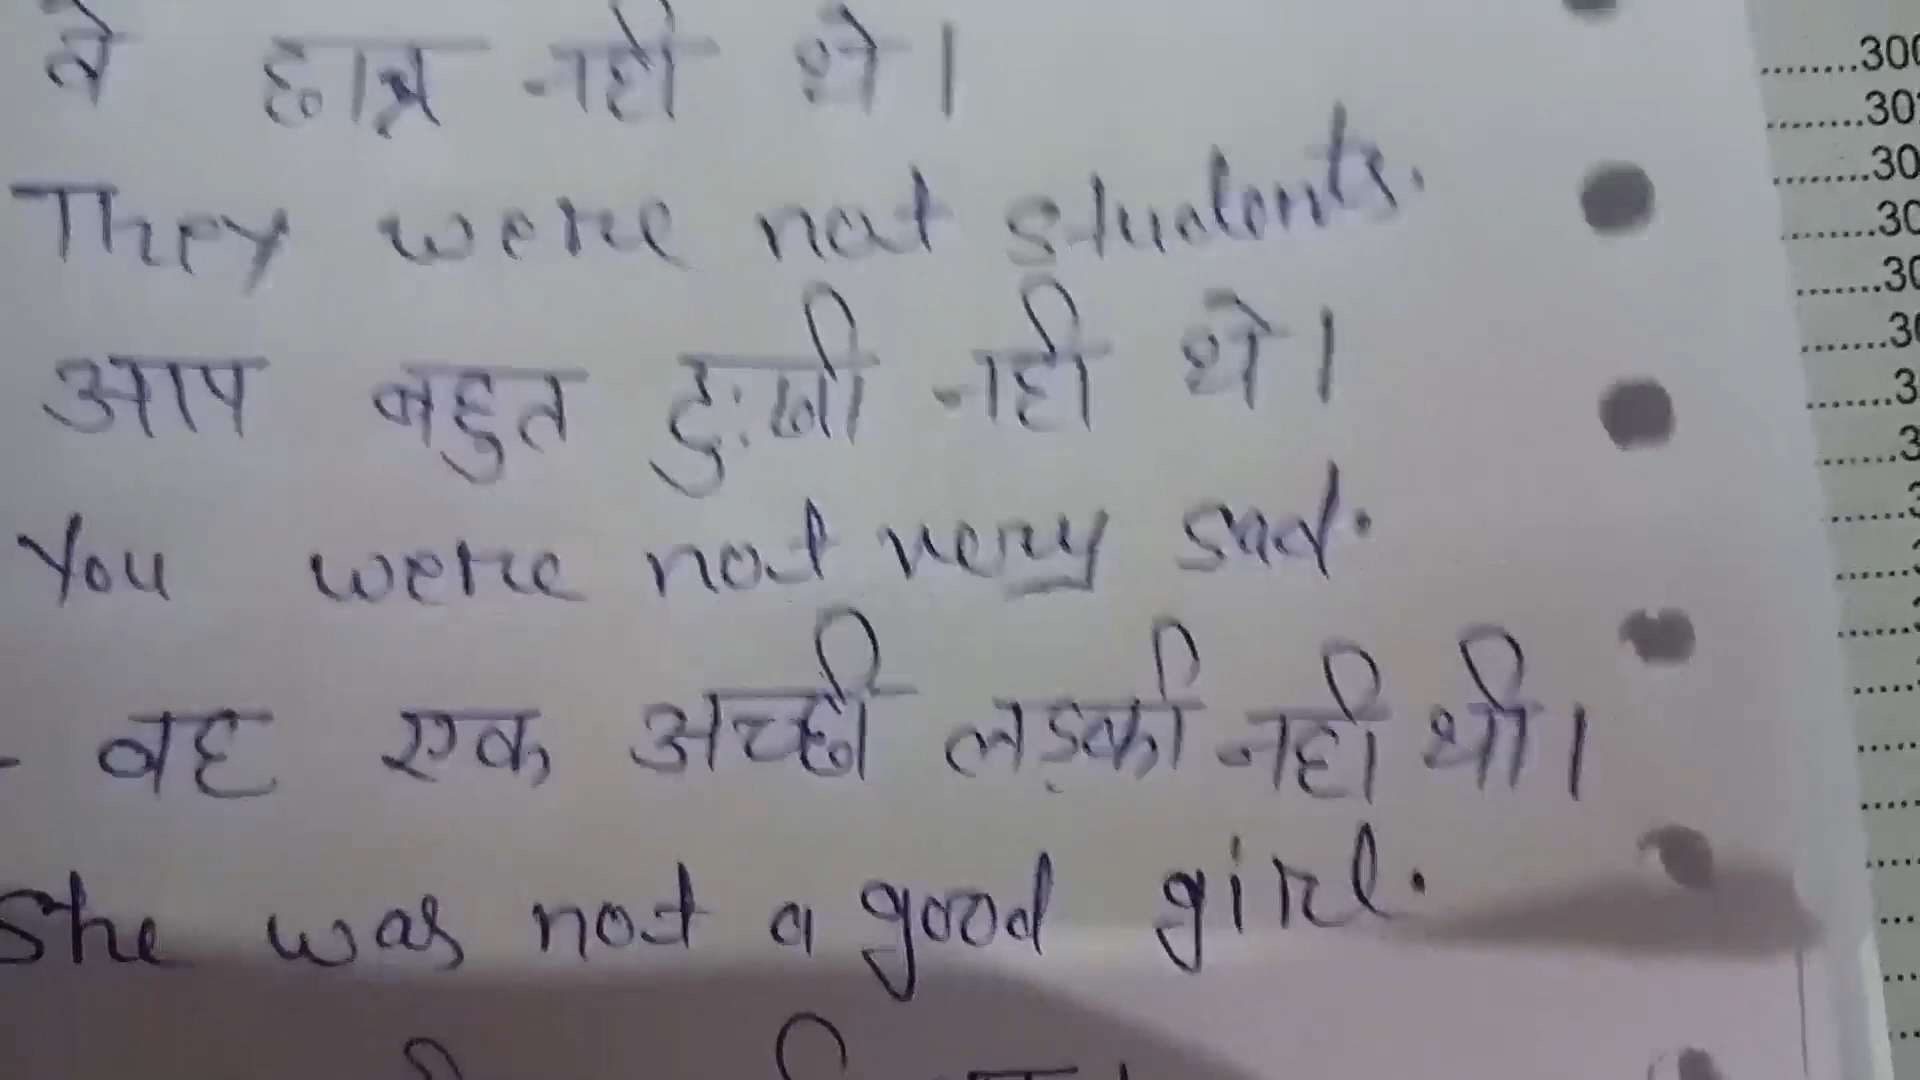 वे छात्र नही थे।
They were not students.
आप बहुत दुःखी नही थे।
You were not very sad.
- वह एक अच्छी लड़की नही थी।
She was not a good girl.